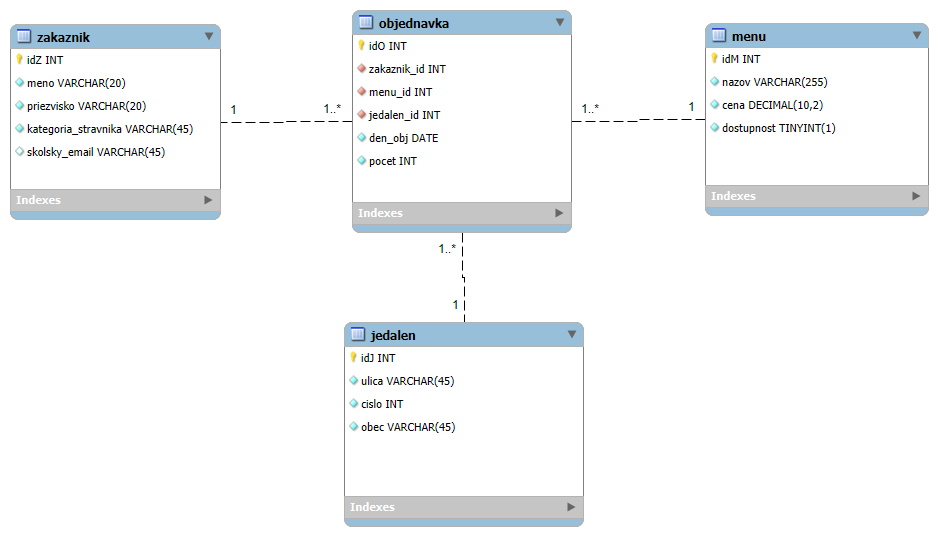 zakaznik
idZ INT
meno VARCHAR(20)
priezvisko VARCHAR(20)
kategoria_stravnika VARCHAR(45)
skolsky_email VARCHAR(45)
Indexes
1
1..*
objednavka
idO INT
zakaznik_id INT
menu_id INT
jedalen_id INT
den_obj DATE
pocet INT
Indexes
1..*
1
menu
idM INT
nazov VARCHAR(255)
cena DECIMAL(10,2)
dostupnost TINYINT(1)
Indexes
1..*
1
jedalen
idJ INT
ulica VARCHAR(45)
cislo INT
obec VARCHAR(45)
Indexes